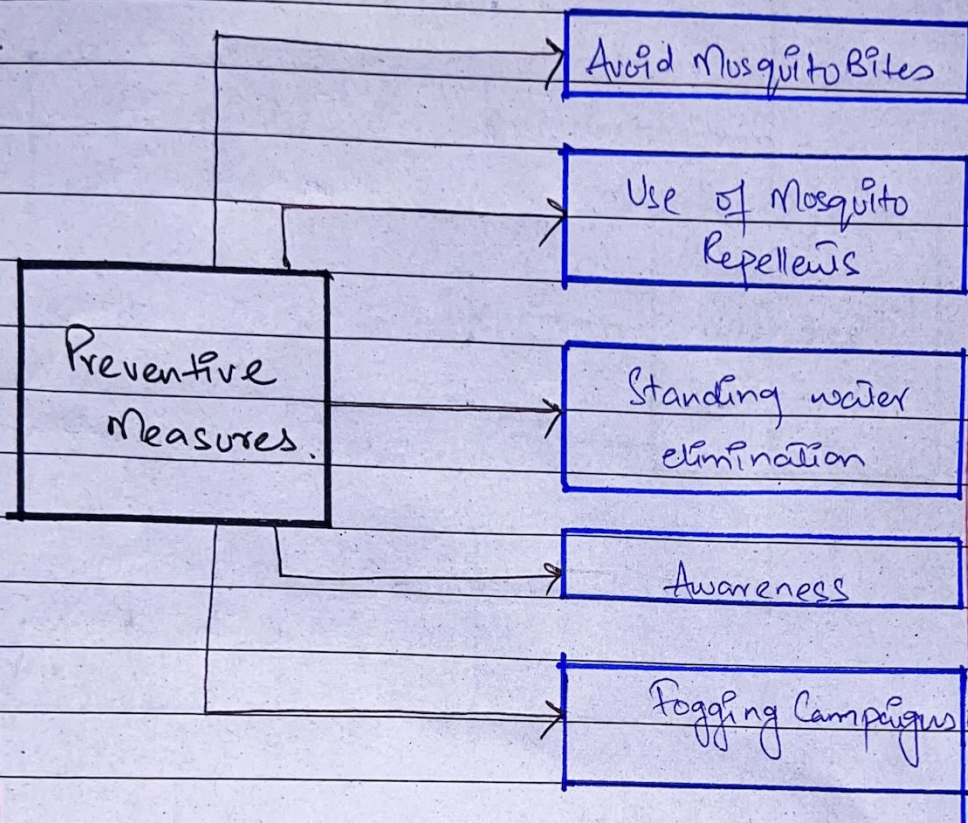 Avoid Mosquito Bites
Use of Mosquito
Repellents
Preventive
Measures.
Standing water
elimination
Awareness
Fogging Campaigns